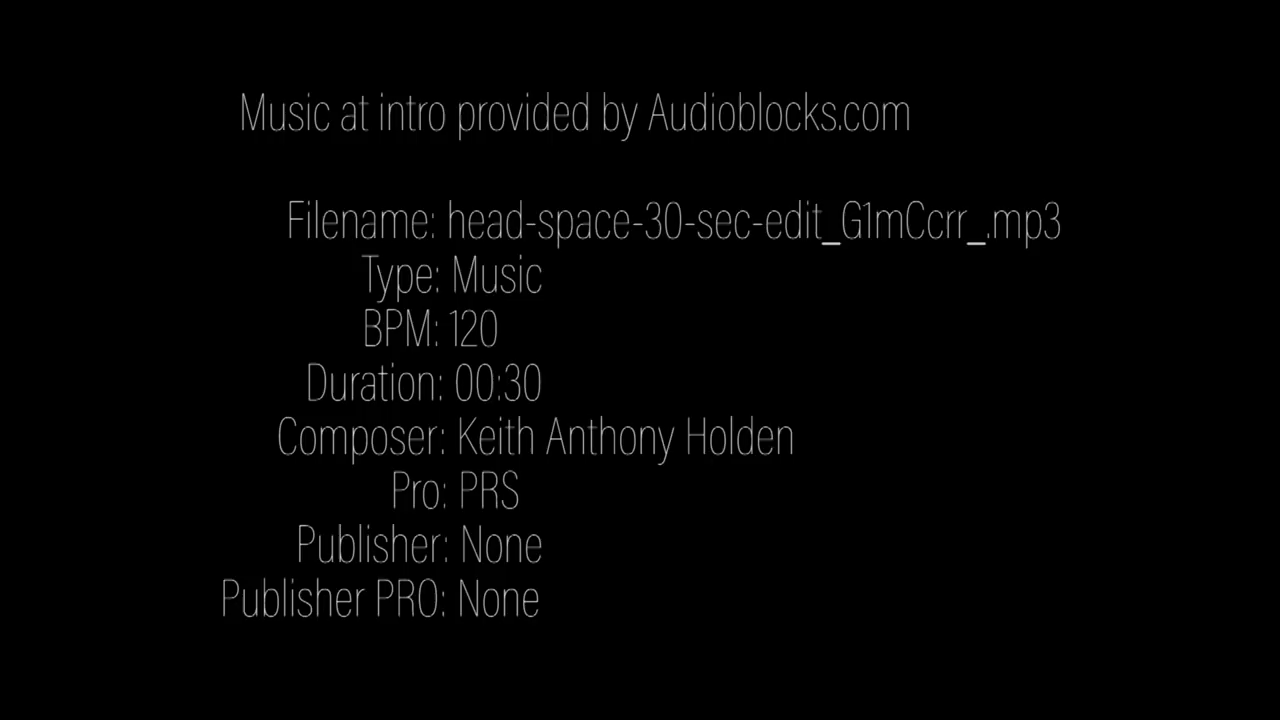 Music at intro provided by Audioblocks.com
Filename: head-space-30-sec-edit_G1mCcrr_.mp3
Type: Music
BPM: 120
Duration: 00:30
Composer: Keith Anthony Holden
Pro: PRS
Publisher: None
Publisher PRO: None